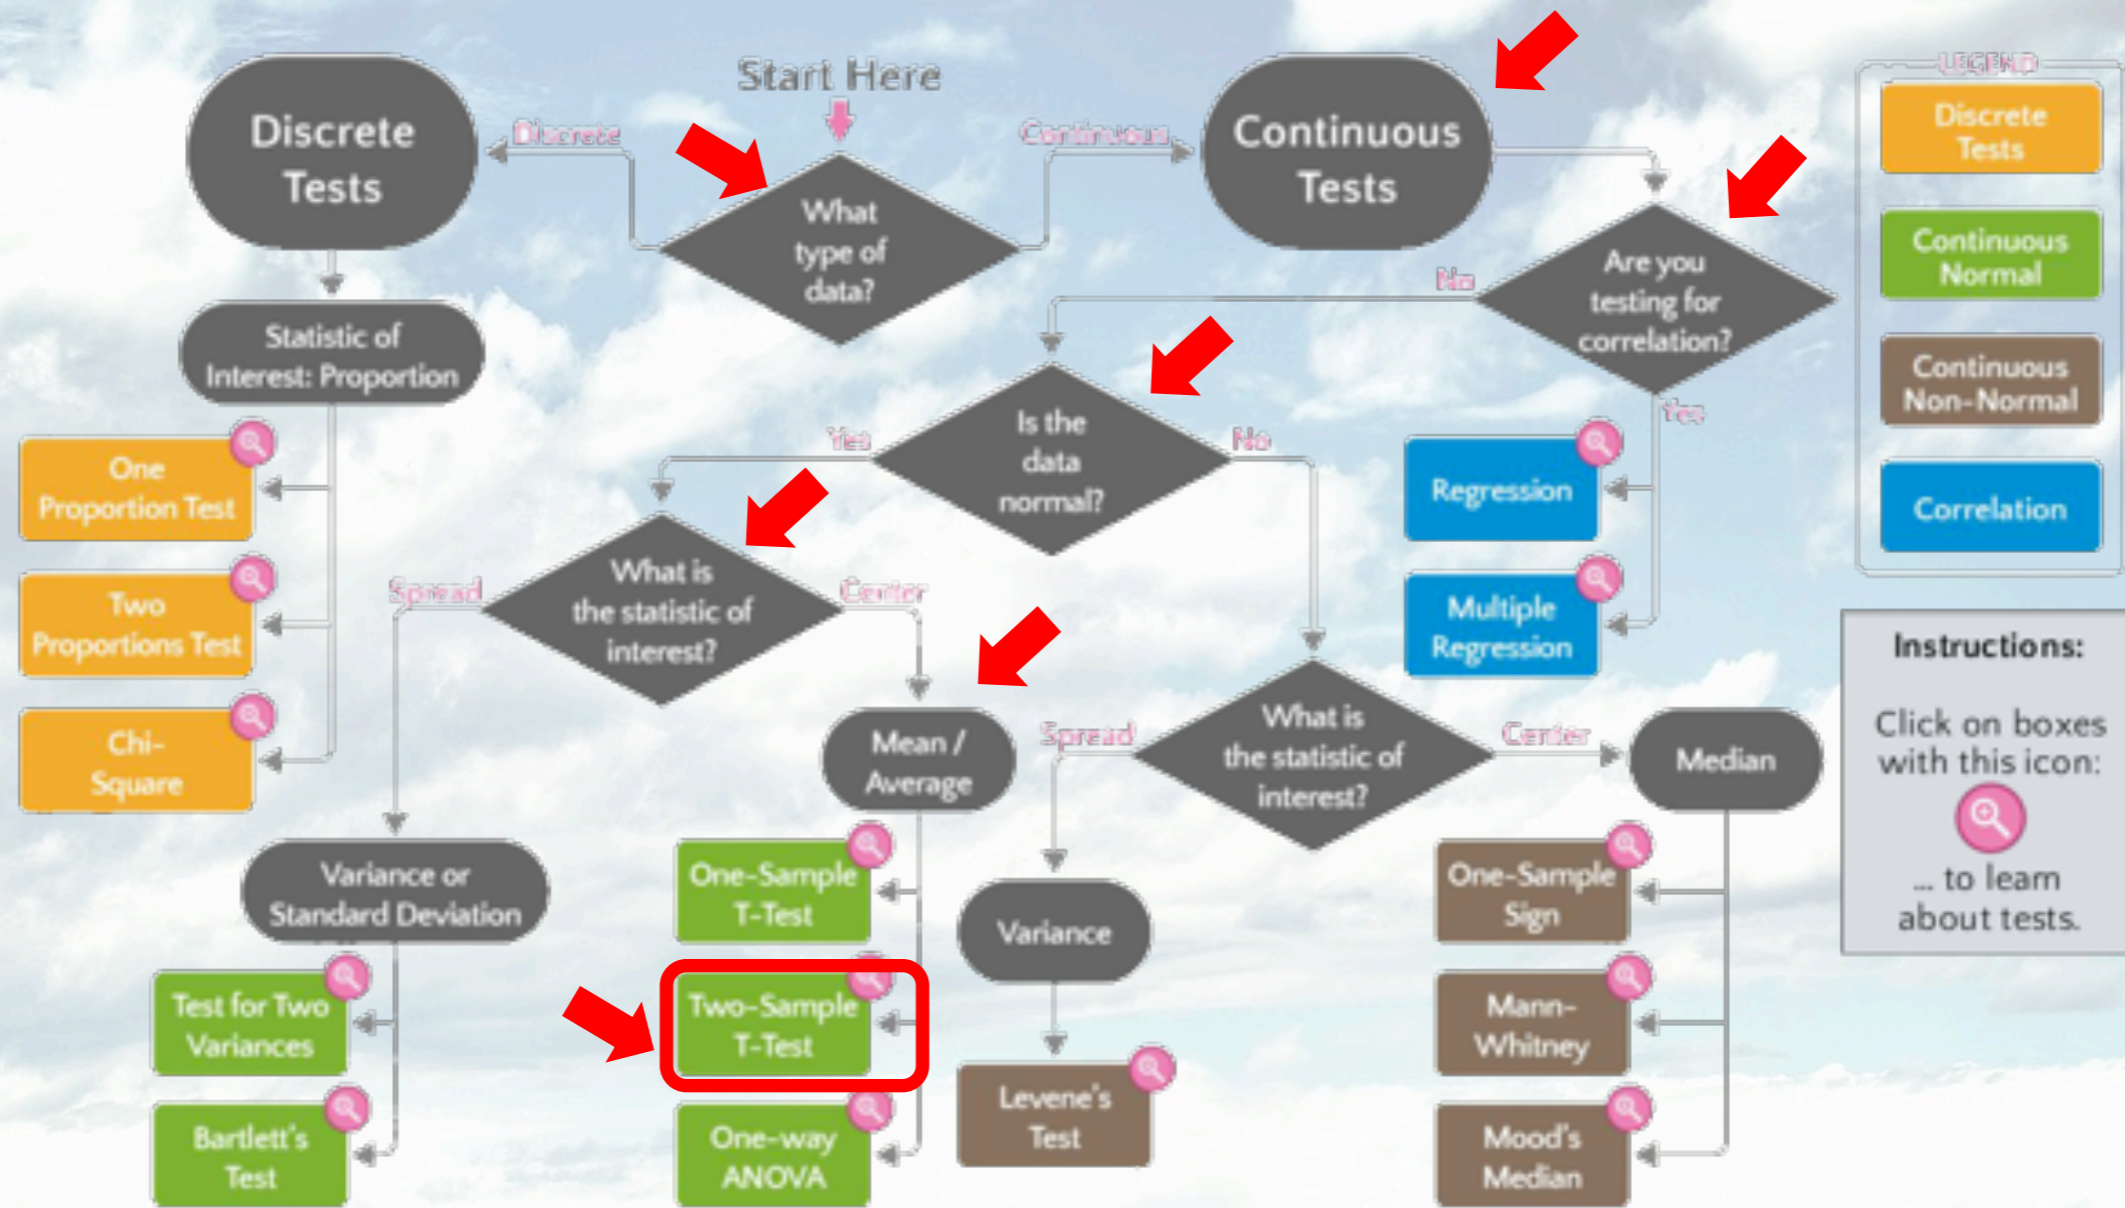 Start Here
Discrete
Tests
Discrete
Continuous
Continuous
Tests
What
type of
data?
LEGEND
Discrete
Tests
Continuous
Normal
Continuous
Non-Normal
Correlation
Statistic of
Interest: Proportion
One
Proportion Test
Two
Proportions Test
Chi-
Square
Are you
testing for
correlation?
No
Yes
Is the
data
normal?
Yes
No
Regression
Multiple
Regression
What is
the statistic of
interest?
Spread
Center
Instructions:
Click on boxes
with this icon:
... to learn
about tests.
Mean /
Average
What is
the statistic of
interest?
Spread
Center
Median
Variance or
Standard Deviation
Test for Two
Variances
Bartlett's
Test
One-Sample
T-Test
Two-Sample
T-Test
One-way
ANOVA
Variance
Levene's
Test
One-Sample
Sign
Mann-
Whitney
Mood's
Median